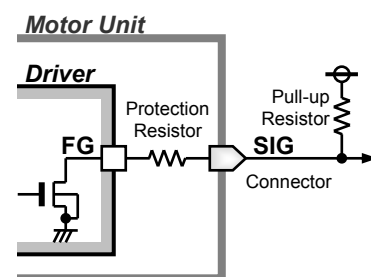 Motor Unit
Driver
Protection
Resistor
Pull-up
Resistor
FG
SIG
Connector